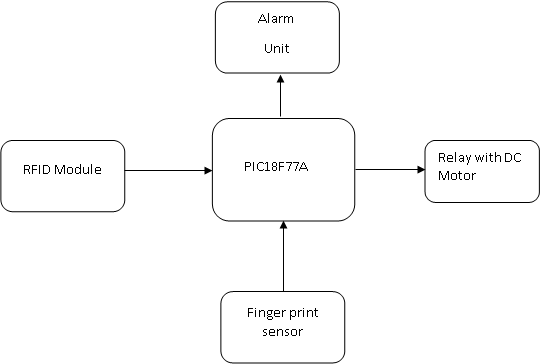 Alarm
Unit
RFID Module
PIC18F77A
Relay with DC
Motor
Finger print
sensor